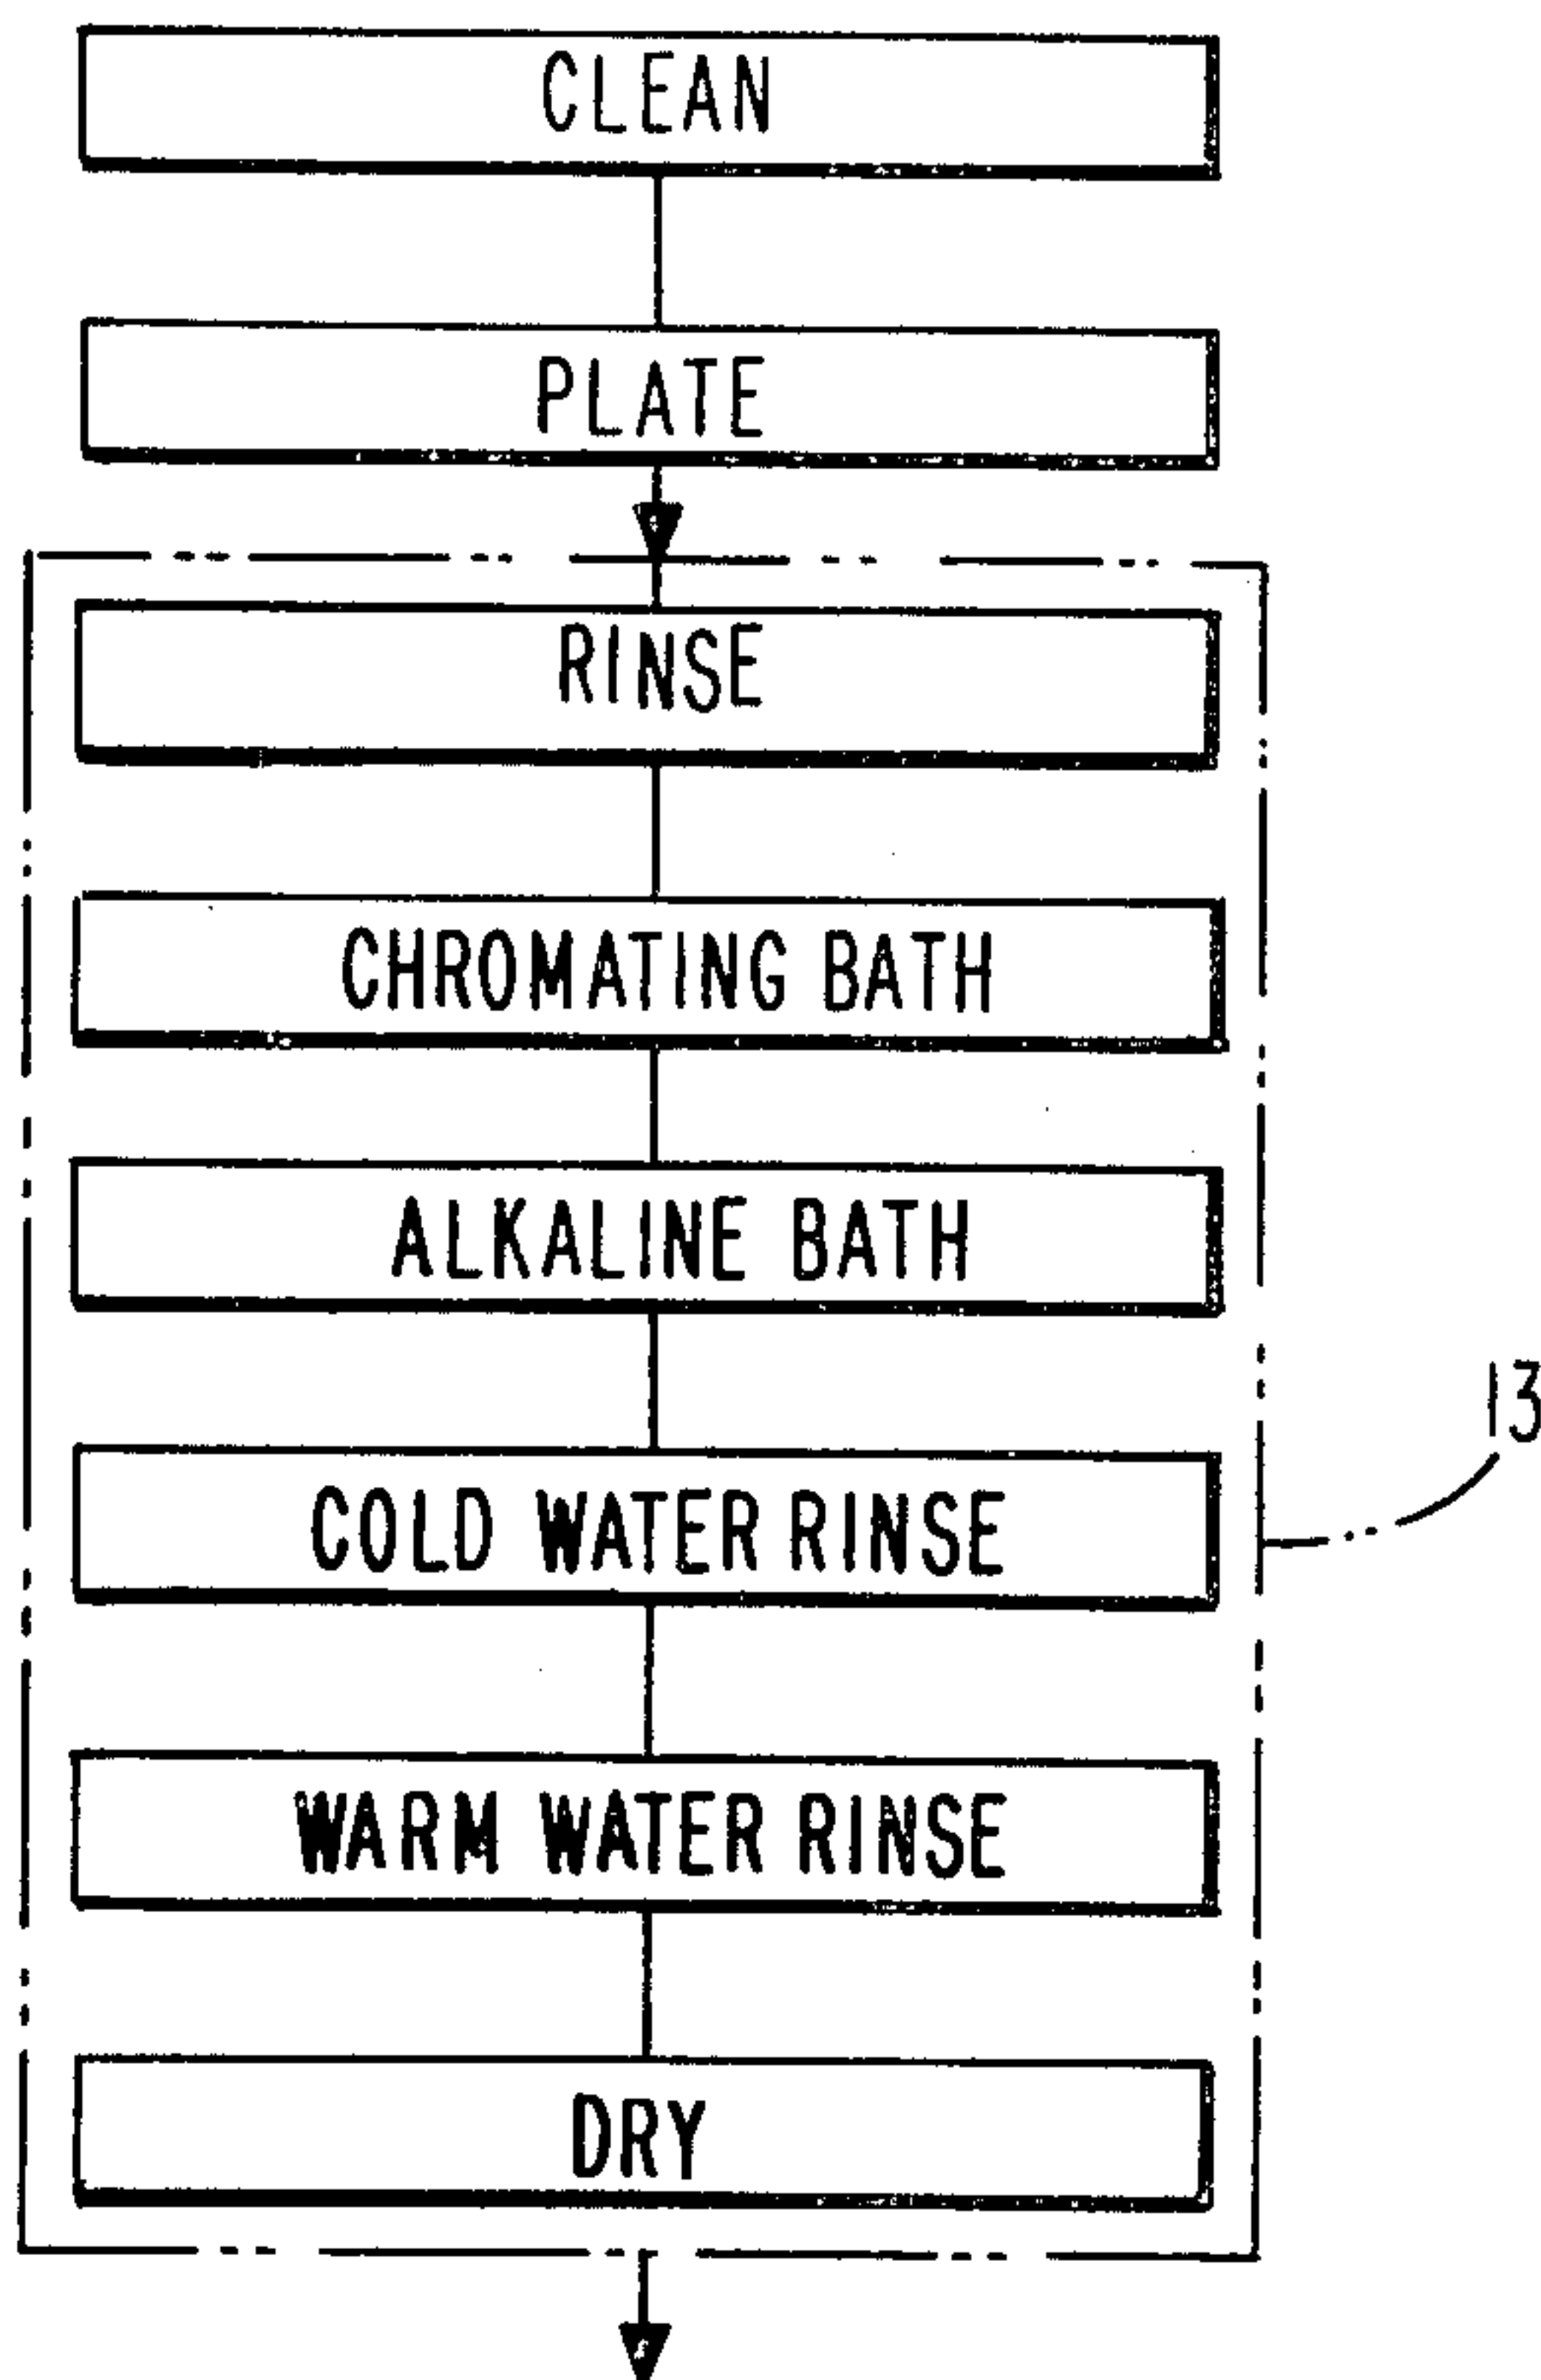 CLEAN
PLATE
RINSE
CHROMATING BATH
ALKALINE BATH
13
COLD WATER RINSE
WARM WATER RINSE
DRY